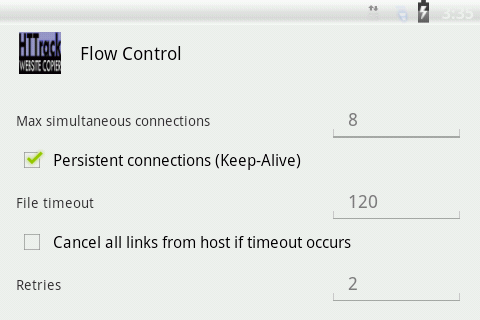 3:35
HTTrack
WEBSITE COPIER
Flow Control
Max simultaneous connections
8
Persistent connections (Keep-Alive)
File timeout
120
Cancel all links from host if timeout occurs
Retries
2